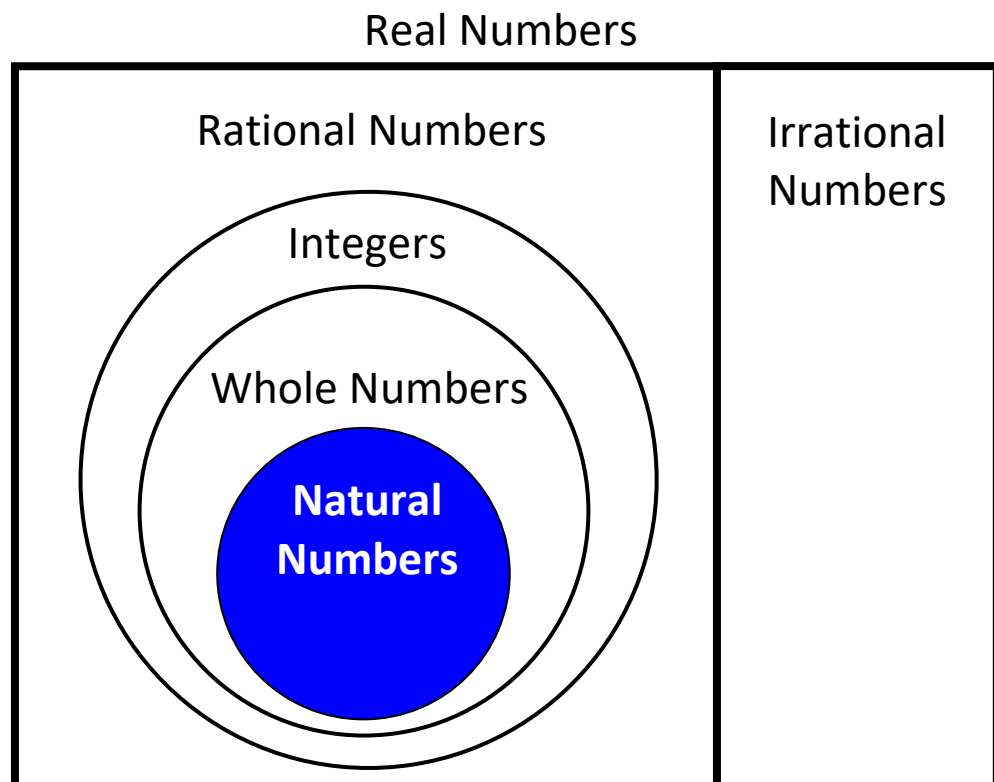 Real Numbers
Rational Numbers
Irrational
Numbers
Integers
Whole Numbers
Natural
Numbers